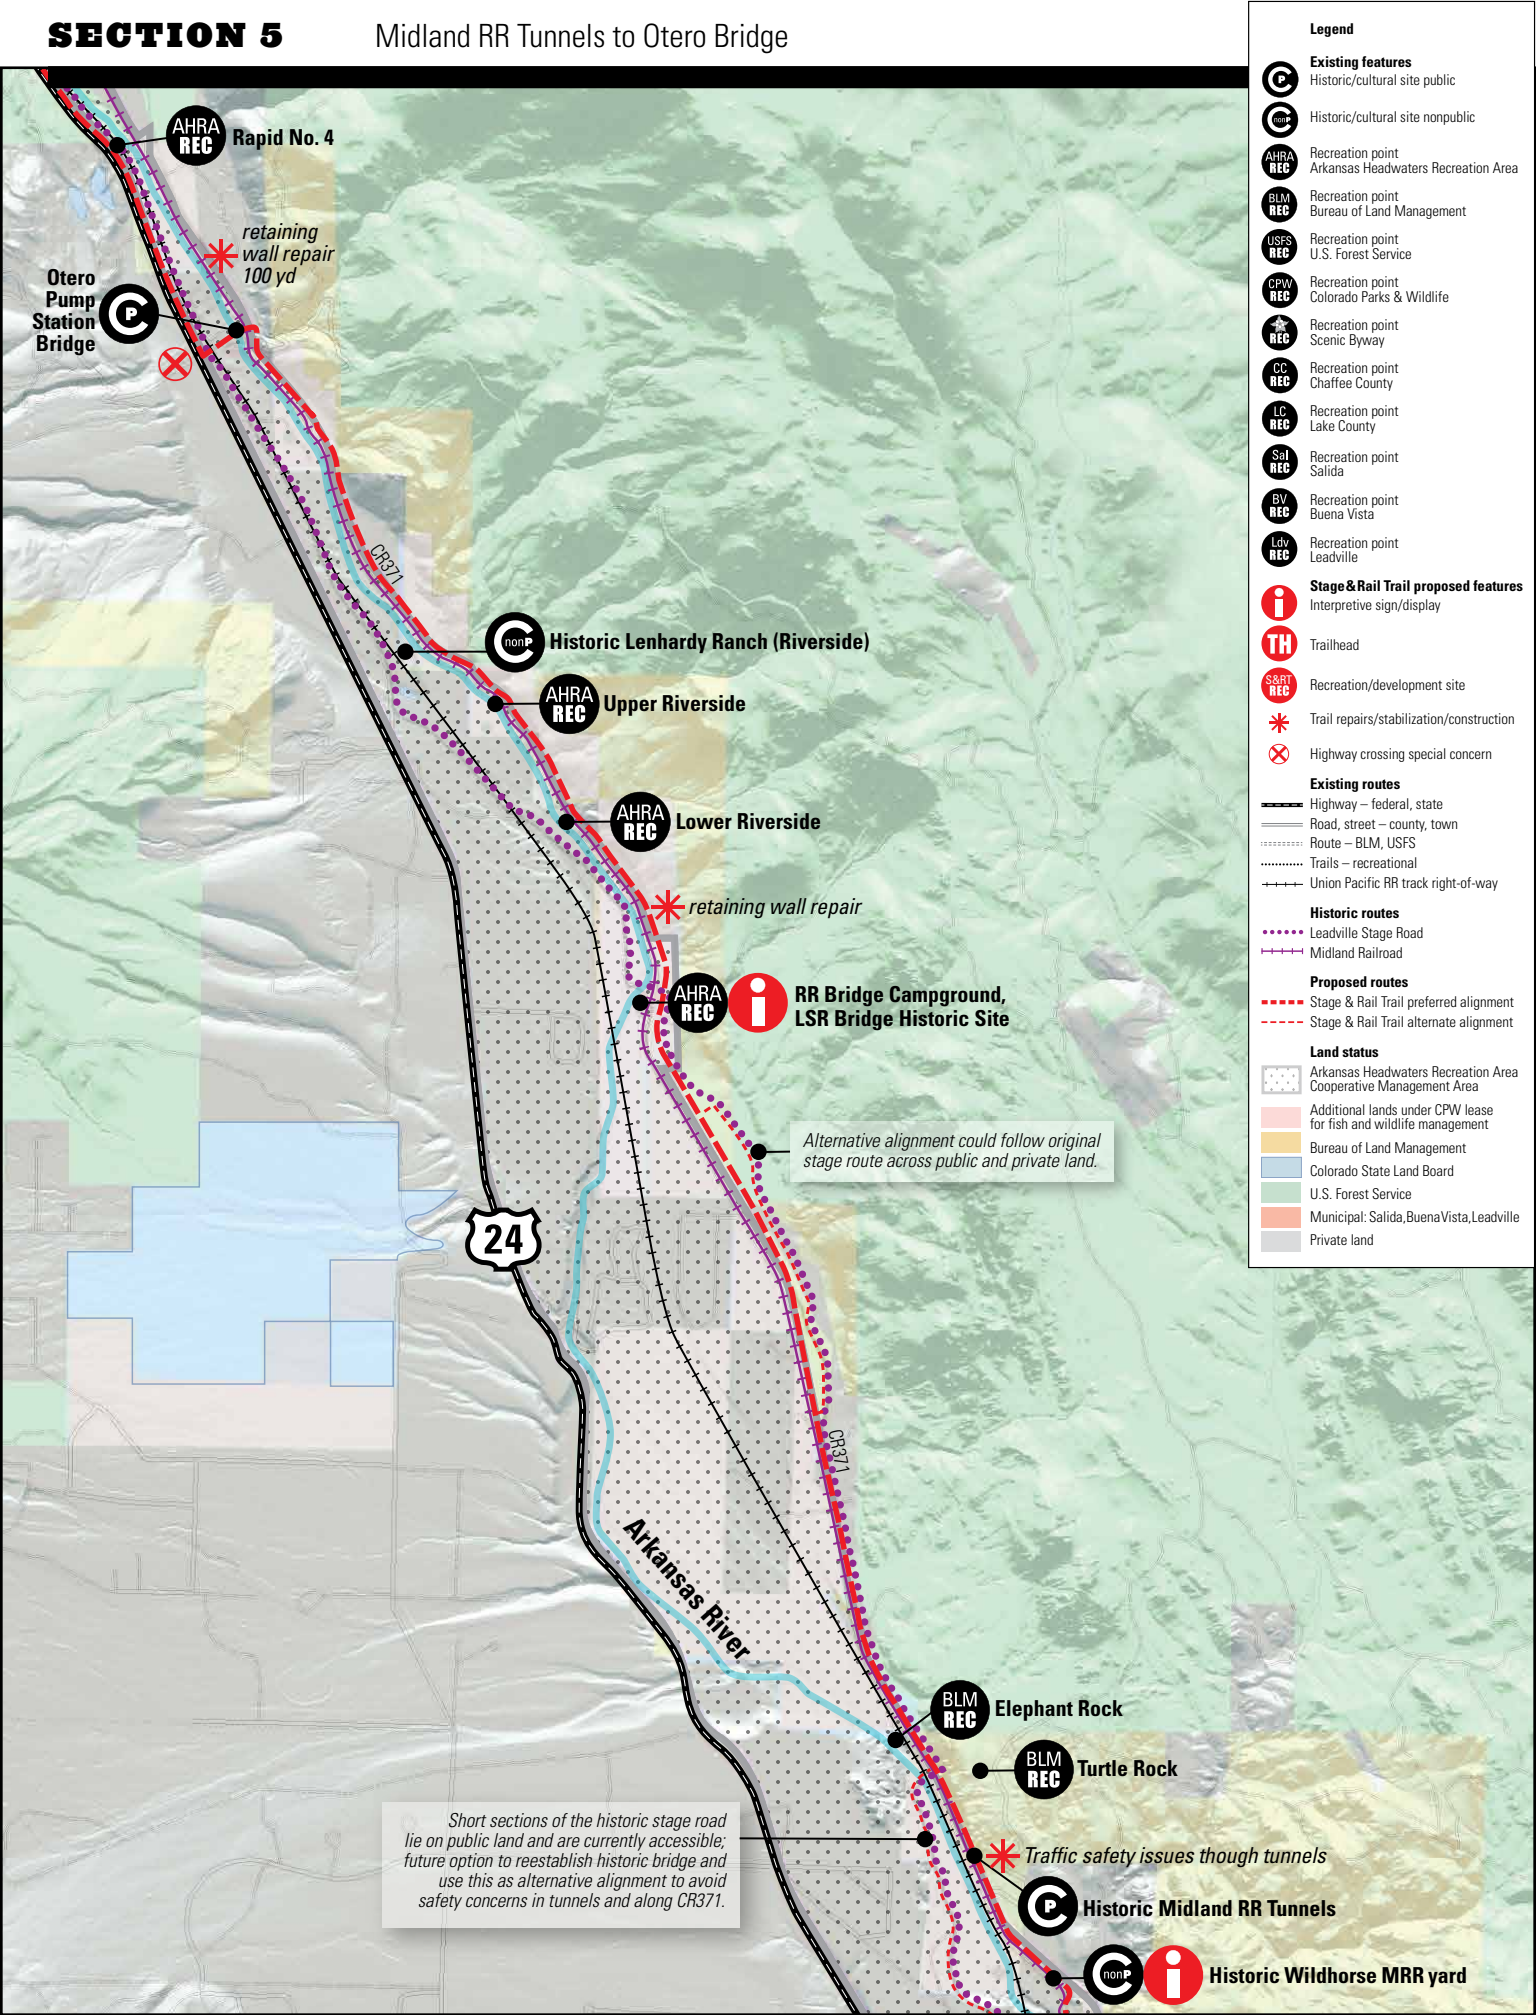 SECTION 5
Midland RR Tunnels to Otero Bridge
AHRA
REC
Rapid No. 4
retaining
wall repair
100 yd
Otero
Pump
Station
Bridge
P
CR371
nonP
Historic Lenhardy Ranch (Riverside)
AHRA
REC
Upper Riverside
AHRA
REC
Lower Riverside
retaining wall repair
AHRA
REC
i
RR Bridge Campground,
LSR Bridge Historic Site
Alternative alignment could follow original
stage route across public and private land.
24
CR371
Arkansas River
BLM
REC
Elephant Rock
BLM
REC
Turtle Rock
Short sections of the historic stage road
lie on public land and are currently accessible;
future option to reestablish historic bridge and
use this as alternative alignment to avoid
safety concerns in tunnels and along CR371.
Traffic safety issues though tunnels
P
Historic Midland RR Tunnels
nonP
i
Historic Wildhorse MRR yard
Legend
Existing features
P
Historic/cultural site public
nonP
Historic/cultural site nonpublic
AHRA
REC
Recreation point
Arkansas Headwaters Recreation Area
BLM
REC
Recreation point
Bureau of Land Management
USFS
REC
Recreation point
U.S. Forest Service
CPW
REC
Recreation point
Colorado Parks & Wildlife
REC
Recreation point
Scenic Byway
CC
REC
Recreation point
Chaffee County
LC
REC
Recreation point
Lake County
Sal
REC
Recreation point
Salida
BV
REC
Recreation point
Buena Vista
Ldv
REC
Recreation point
Leadville
Stage&Rail Trail proposed features
i
Interpretive sign/display
TH
Trailhead
S&RT
REC
Recreation/development site
Trail repairs/stabilization/construction
Highway crossing special concern
Existing routes
Highway – federal, state
Road, street – county, town
Route – BLM, USFS
Trails – recreational
Union Pacific RR track right-of-way
Historic routes
Leadville Stage Road
Midland Railroad
Proposed routes
Stage & Rail Trail preferred alignment
Stage & Rail Trail alternate alignment
Land status
Arkansas Headwaters Recreation Area
Cooperative Management Area
Additional lands under CPW lease
for fish and wildlife management
Bureau of Land Management
Colorado State Land Board
U.S. Forest Service
Municipal: Salida,BuenaVista,Leadville
Private land